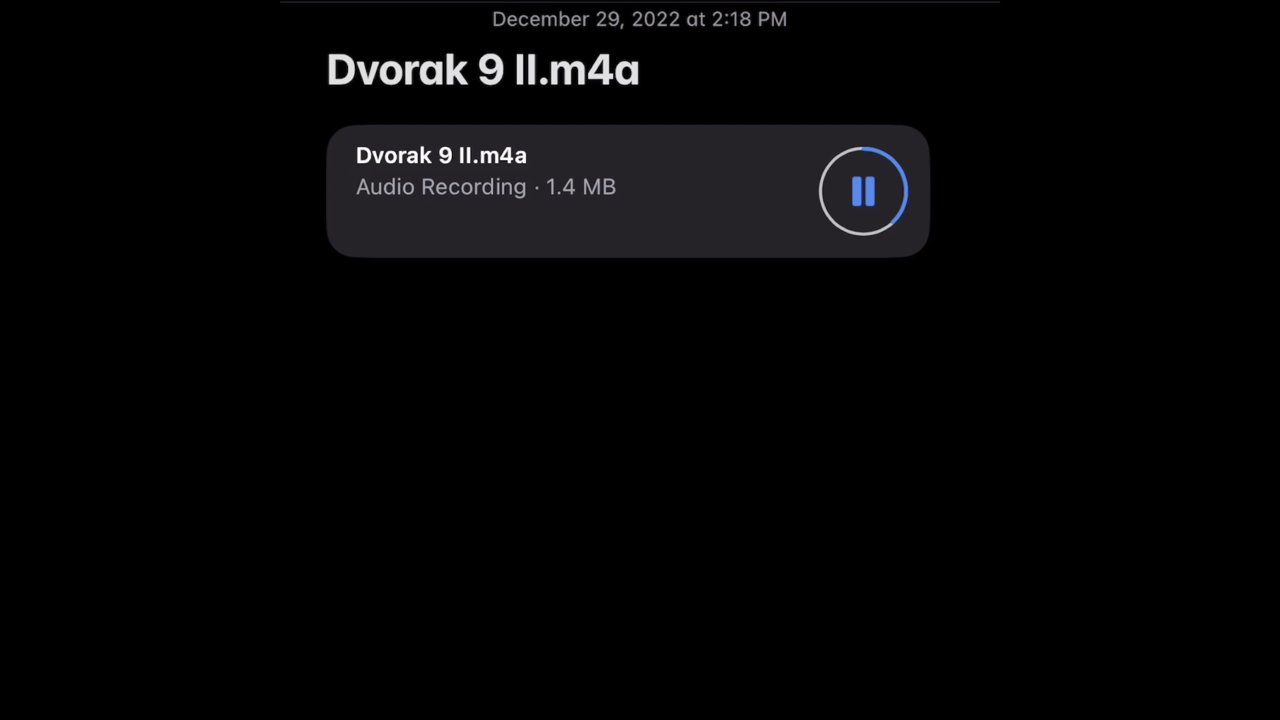 December 29, 2022 at 2:18 PM
Dvorak 9 II.m4a
Dvorak 9 II.m4a
Audio Recording · 1.4 MB